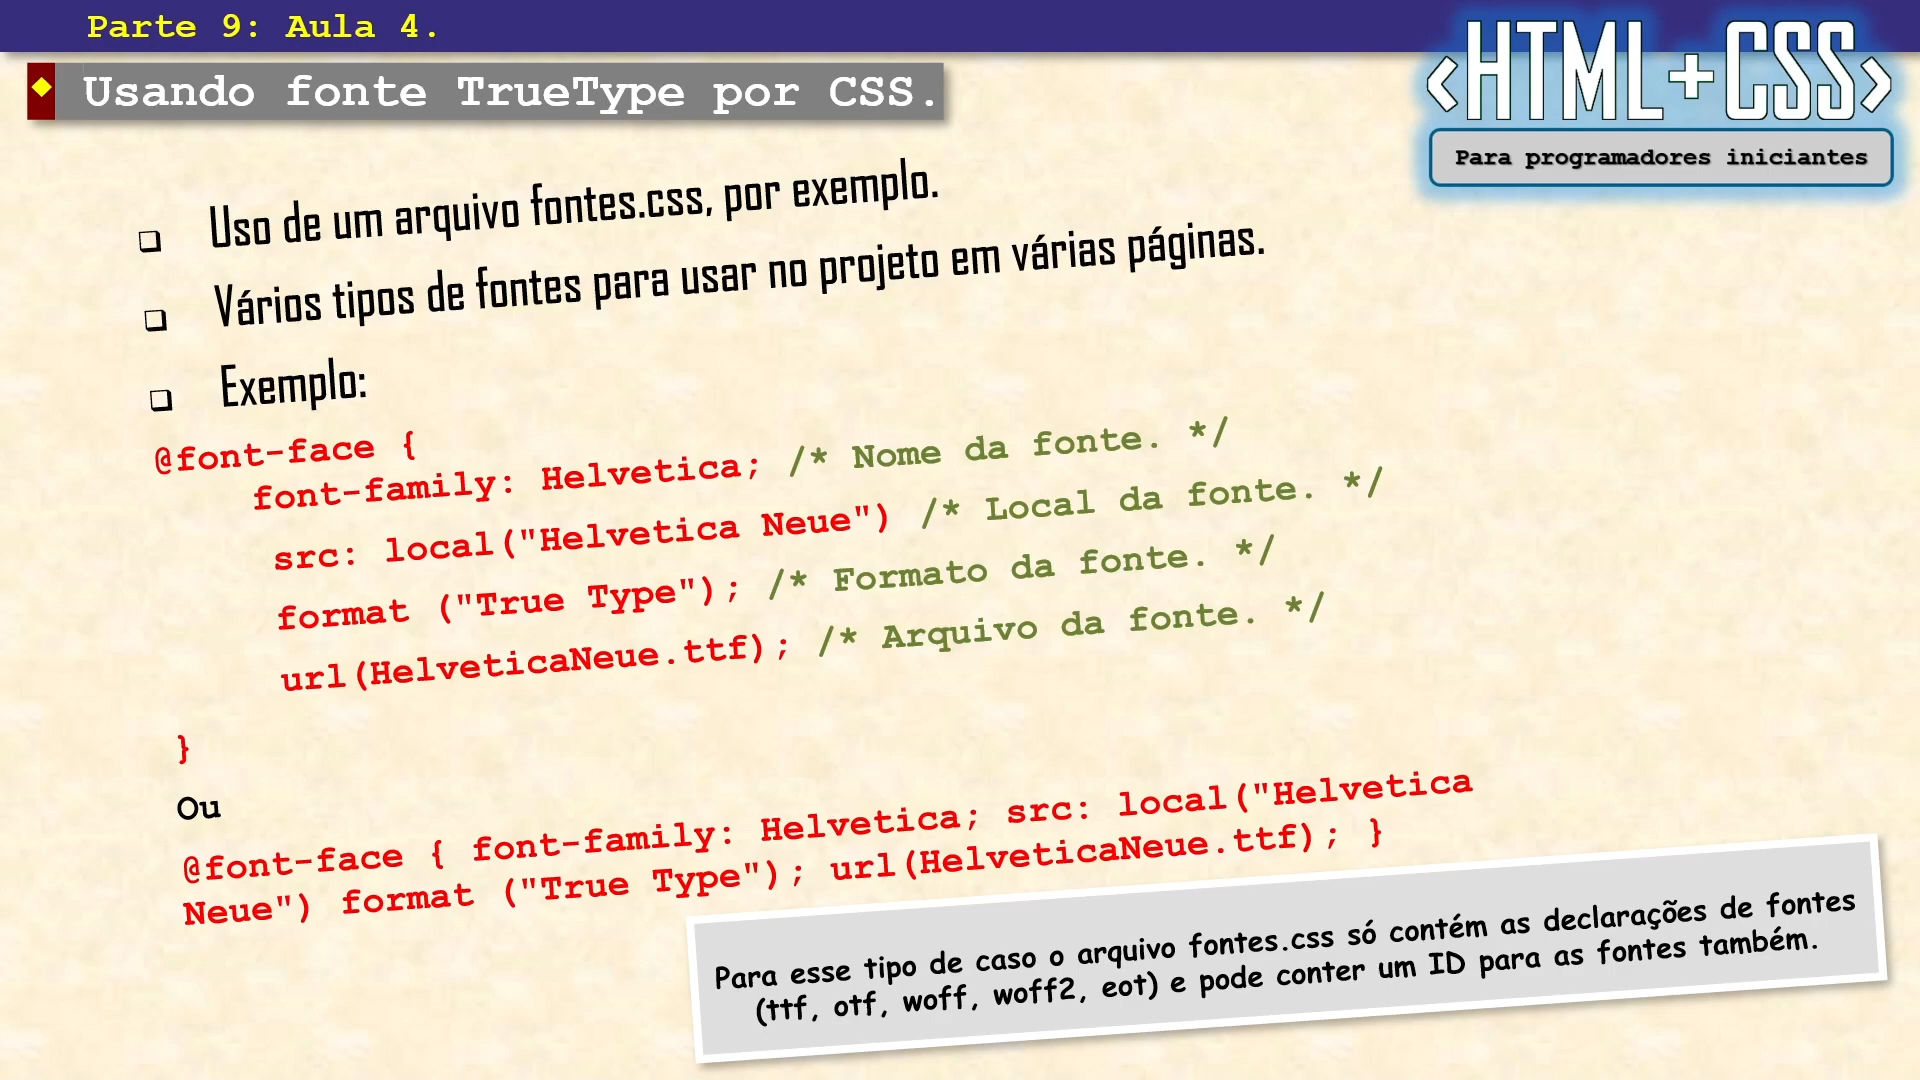 Parte 9: Aula 4.
Usando fonte TrueType por CSS.
<HTML+CSS>
Para programadores iniciantes
Uso de um arquivo fontes.css, por exemplo.
Vários tipos de fontes para usar no projeto em várias páginas.
Exemplo:
@font-face {
font-family: Helvetica; /* Nome da fonte. */
src: local("Helvetica Neue") /* Local da fonte. */
format ("True Type"); /* Formato da fonte. */
url(HelveticaNeue.ttf); /* Arquivo da fonte. */
}
Ou
@font-face { font-family: Helvetica; src: local("Helvetica
Neue") format ("True Type"); url(HelveticaNeue.ttf); }
Para esse tipo de caso o arquivo fontes.css só contém as declarações de fontes
(ttf, otf, woff, woff2, eot) e pode conter um ID para as fontes também.